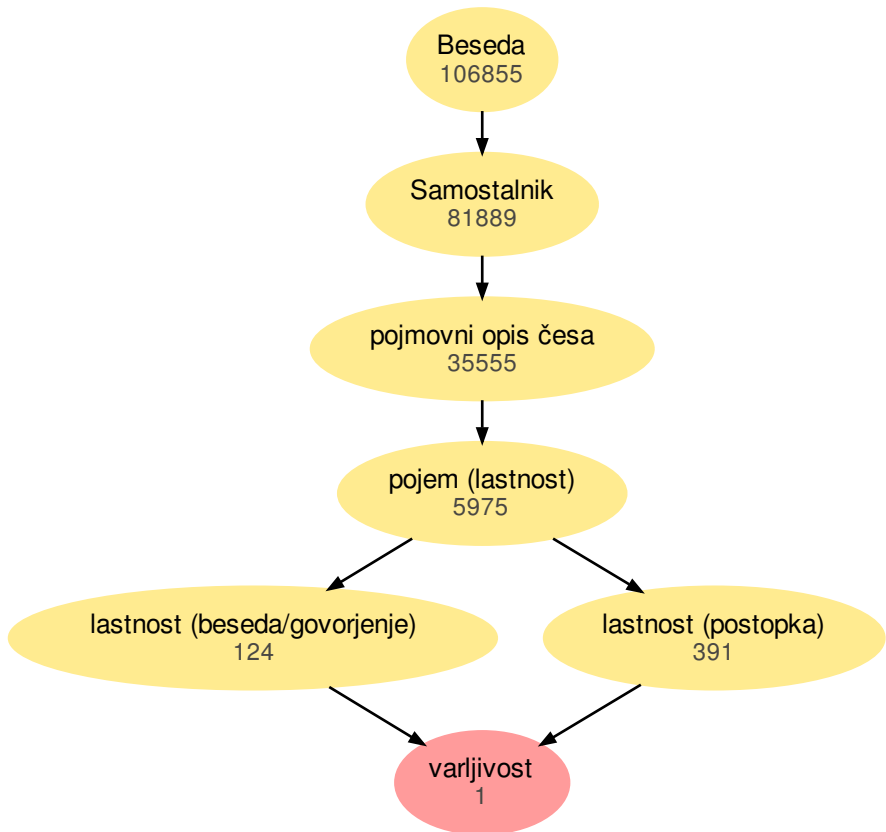 Beseda
106855
Samostalnik
81889
pojmovni opis česa
35555
pojem (lastnost)
5975
lastnost (beseda/govorjenje)
124
lastnost (postopka)
391
varljivost
1